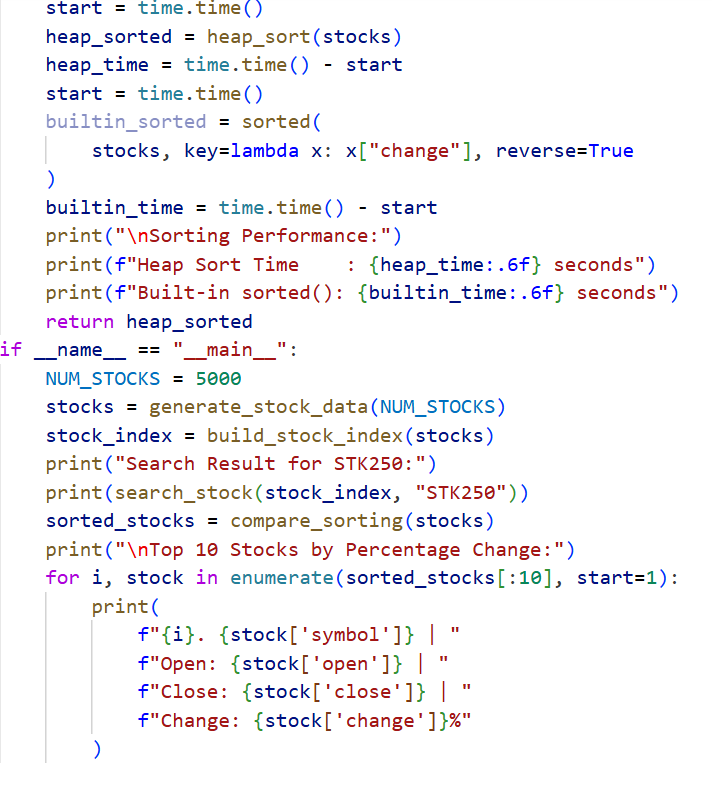 start = time.time()
    heap_sorted = heap_sort(stocks)
    heap_time = time.time() - start
    start = time.time()
    builtin_sorted = sorted(
        stocks, key=lambda x: x["change"], reverse=True
    )
    builtin_time = time.time() - start
    print("\nSorting Performance:")
    print(f"Heap Sort Time    : {heap_time:.6f} seconds")
    print(f"Built-in sorted(): {builtin_time:.6f} seconds")
    return heap_sorted
if __name__ == "__main__":
    NUM_STOCKS = 5000
    stocks = generate_stock_data(NUM_STOCKS)
    stock_index = build_stock_index(stocks)
    print("Search Result for STK250:")
    print(search_stock(stock_index, "STK250"))
    sorted_stocks = compare_sorting(stocks)
    print("\nTop 10 Stocks by Percentage Change:")
    for i, stock in enumerate(sorted_stocks[:10], start=1):
        print(
            f"{i}. {stock['symbol']} | "
            f"Open: {stock['open']} | "
            f"Close: {stock['close']} | "
            f"Change: {stock['change']}%"
        )